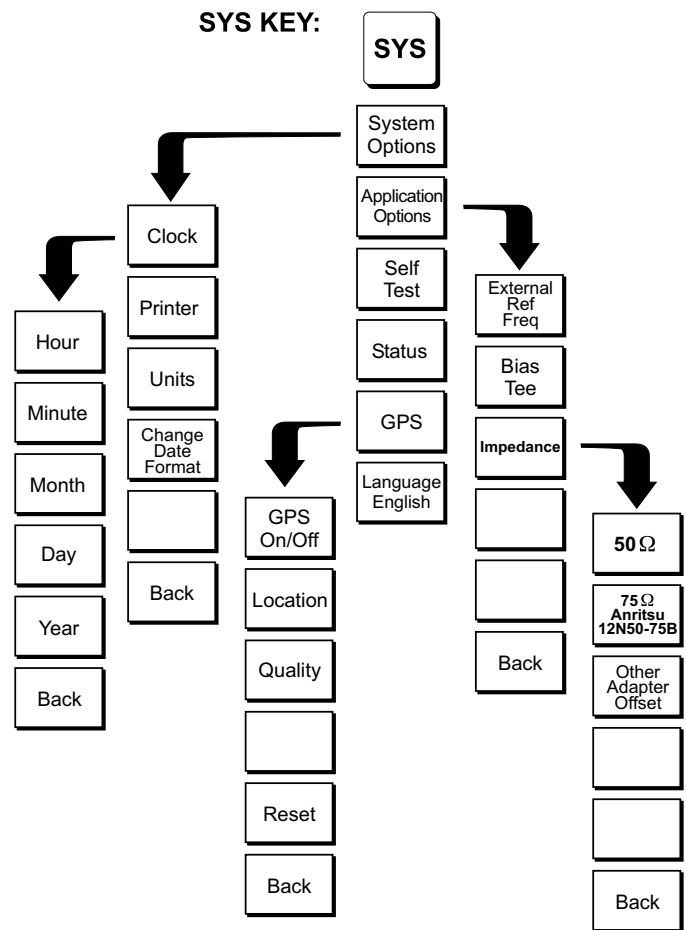 SYS KEY:
SYS
System
Options
Application
Options
Self
Test
Status
GPS
Language
English
Clock
Printer
Units
Change
Date
Format
Back
Hour
Minute
Month
Day
Year
Back
GPS
On/Off
Location
Quality
Reset
Back
External
Ref
Freq
Bias
Tee
Impedance
Back
50 Ω
75 Ω
Anritsu
12N50-75B
Other
Adapter
Offset
Back